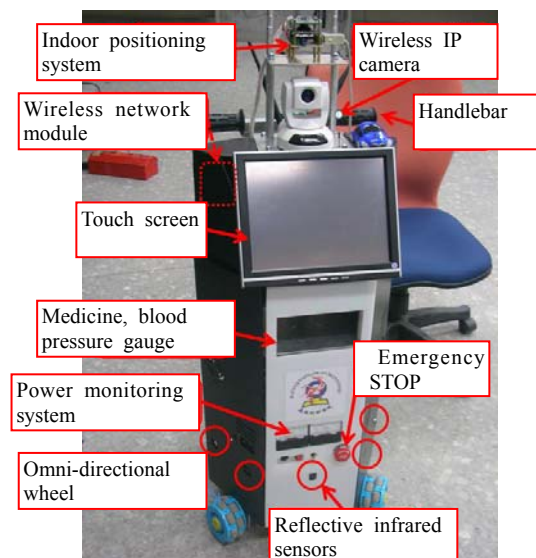 Indoor positioning
system
Wireless IP
camera
Wireless network
module
Handlebar
Touch screen
Medicine, blood
pressure gauge
Emergency
STOP
Power monitoring
system
Omni-directional
wheel
Reflective infrared
sensors